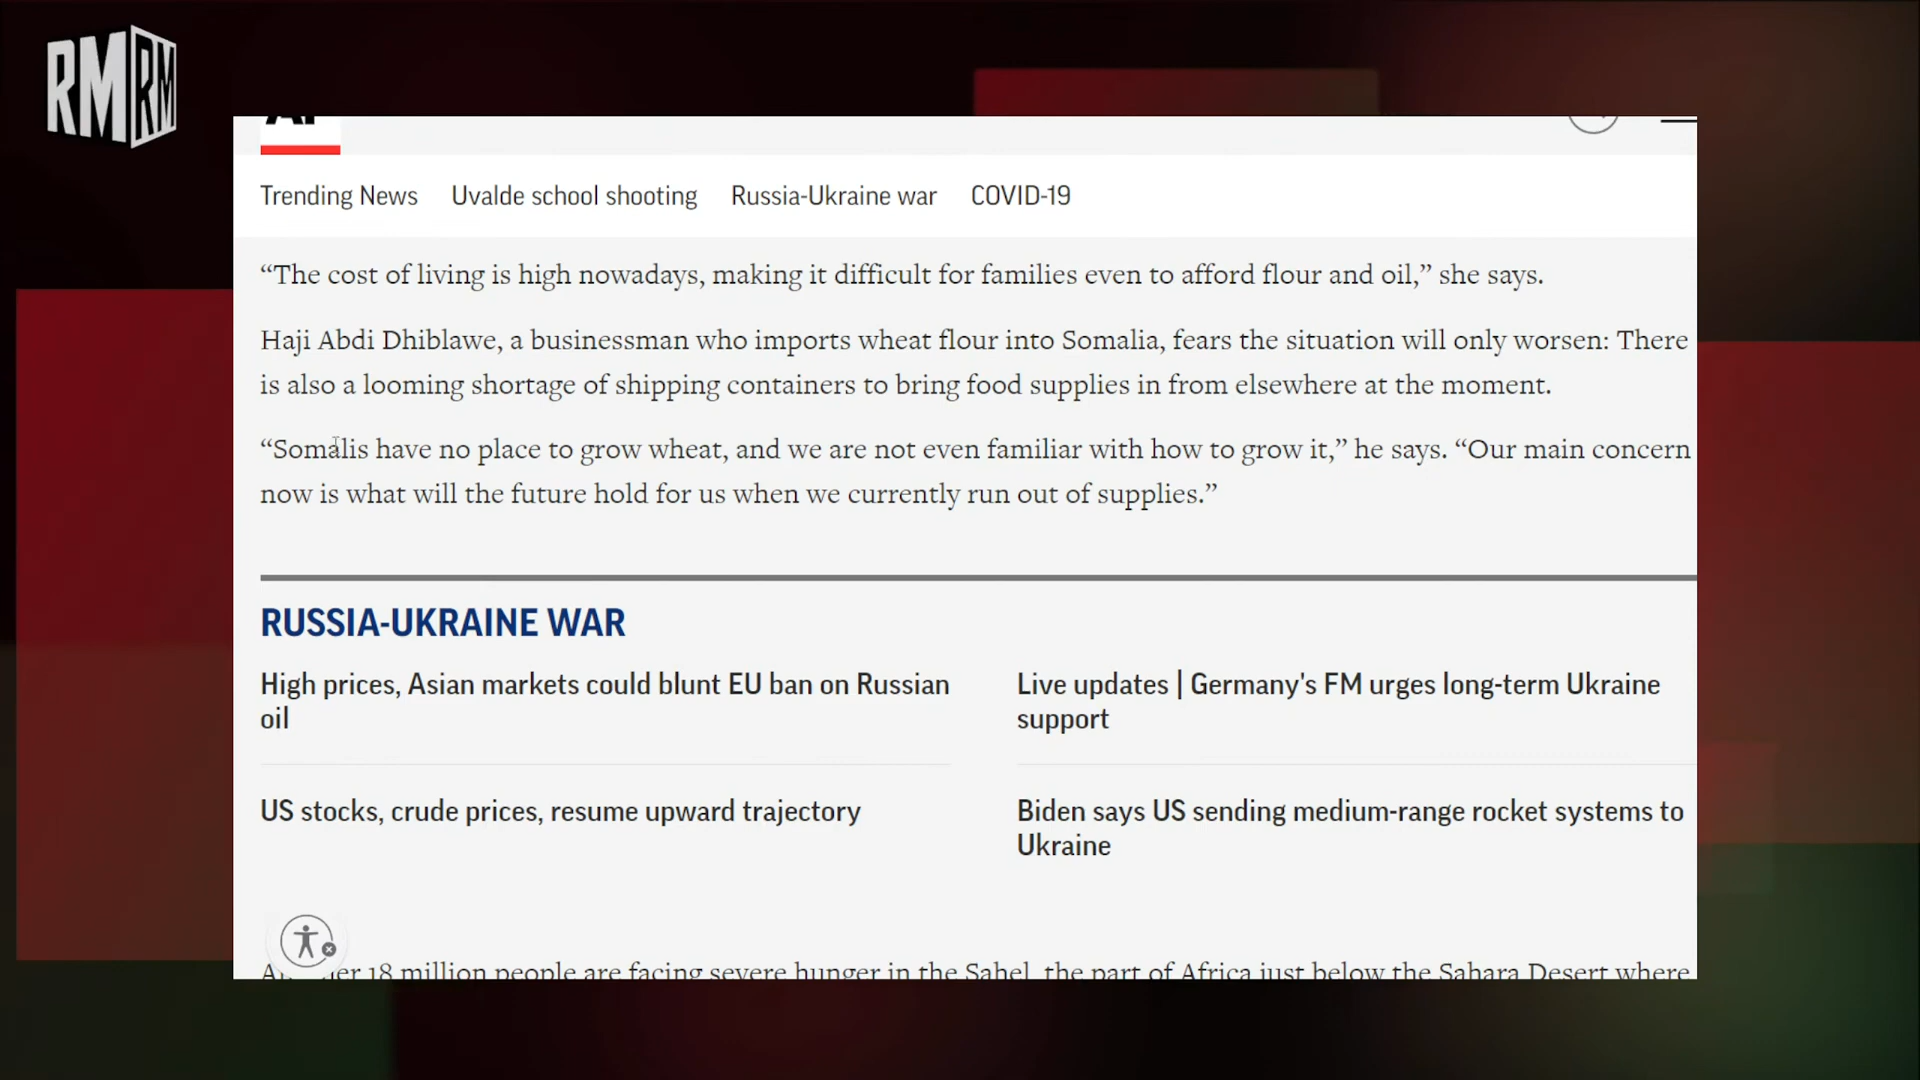 RM RM
AP
Trending News Uvalde school shooting Russia-Ukraine war COVID-19
“The cost of living is high nowadays, making it difficult for families even to afford flour and oil,” she says.
Haji Abdi Dhiblawe, a businessman who imports wheat flour into Somalia, fears the situation will only worsen: There
is also a looming shortage of shipping containers to bring food supplies in from elsewhere at the moment.
“Somalis have no place to grow wheat, and we are not even familiar with how to grow it,” he says. “Our main concern
now is what will the future hold for us when we currently run out of supplies.”
RUSSIA-UKRAINE WAR
High prices, Asian markets could blunt EU ban on Russian
oil
Live updates | Germany's FM urges long-term Ukraine
support
US stocks, crude prices, resume upward trajectory
Biden says US sending medium-range rocket systems to
Ukraine
18 million people are facing severe hunger in the Sahel, the part of Africa just below the Sahara Desert where